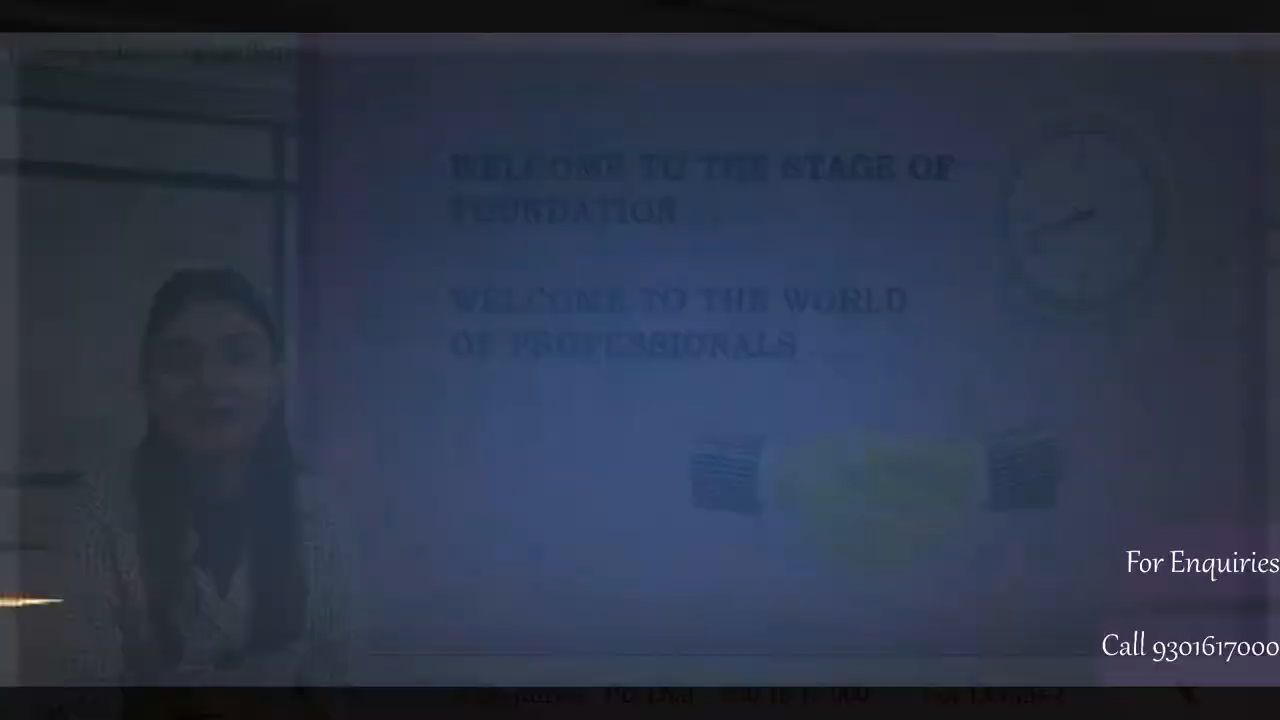 WELCOME TO THE STAGE OF
FOUNDATION
WELCOME TO THE WORLD
OF PROFESSIONALS
For Enquiries
Call 9301617000